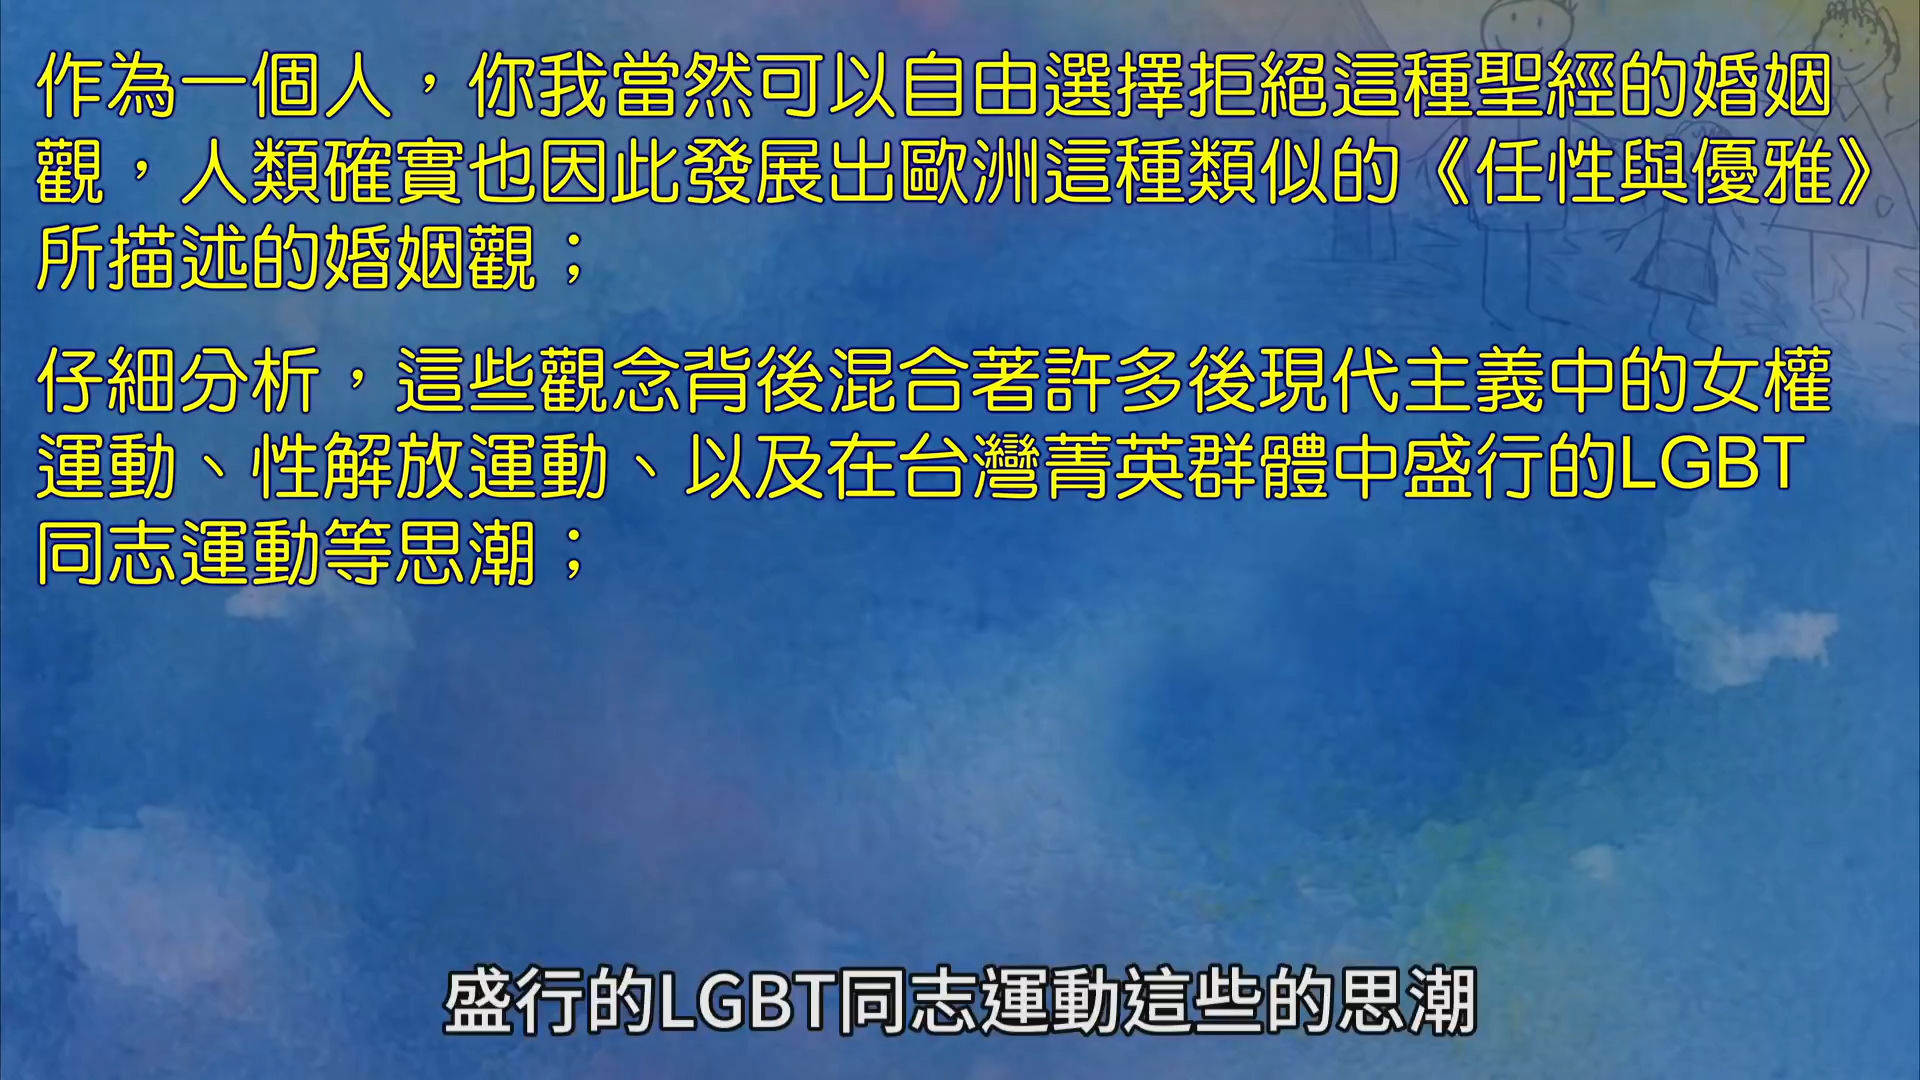 作為一個人，你我當然可以自由選擇拒絕這種聖經的婚姻
觀，人類確實也因此發展出歐洲這種類似的《任性與優雅》
所描述的婚姻觀；
仔細分析，這些觀念背後混合著許多後現代主義中的女權
運動、性解放運動、以及在台灣菁英群體中盛行的LGBT
同志運動等思潮；
盛行的LGBT同志運動這些的思潮